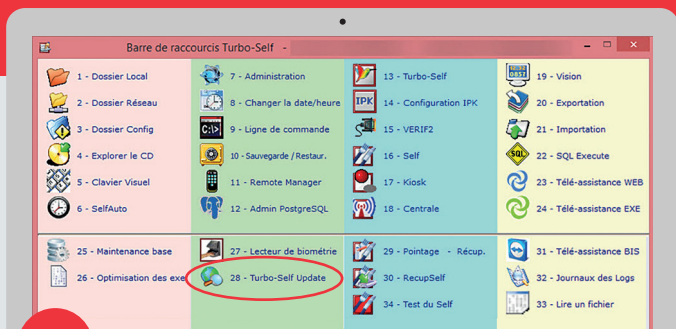 Barre de raccourcis Turbo-Self -
1 - Dossier Local
2 - Dossier Réseau
3 - Dossier Config
4 - Explorer le CD
5 - Clavier Visuel
6 - SelfAuto
7 - Administration
8 - Changer la date/heure
9 - Ligne de commande
10 - Sauvegarde / Restaur.
11 - Remote Manager
12 - Admin PostgreSQL
13 - Turbo-Self
14 - Configuration IPK
15 - VERIF2
16 - Self
17 - Kiosk
18 - Centrale
19 - Vision
20 - Exportation
21 - Importation
22 - SQL Execute
23 - Télé-assistance WEB
24 - Télé-assistance EXE
25 - Maintenance base
26 - Optimisation des exe
27 - Lecteur de biométrie
28 - Turbo-Self Update
29 - Pointage - Récup.
30 - RecupSelf
34 - Test du Self
31 - Télé-assistance BIS
32 - Journaux des Logs
33 - Lire un fichier
C:\>
IPK
SQL